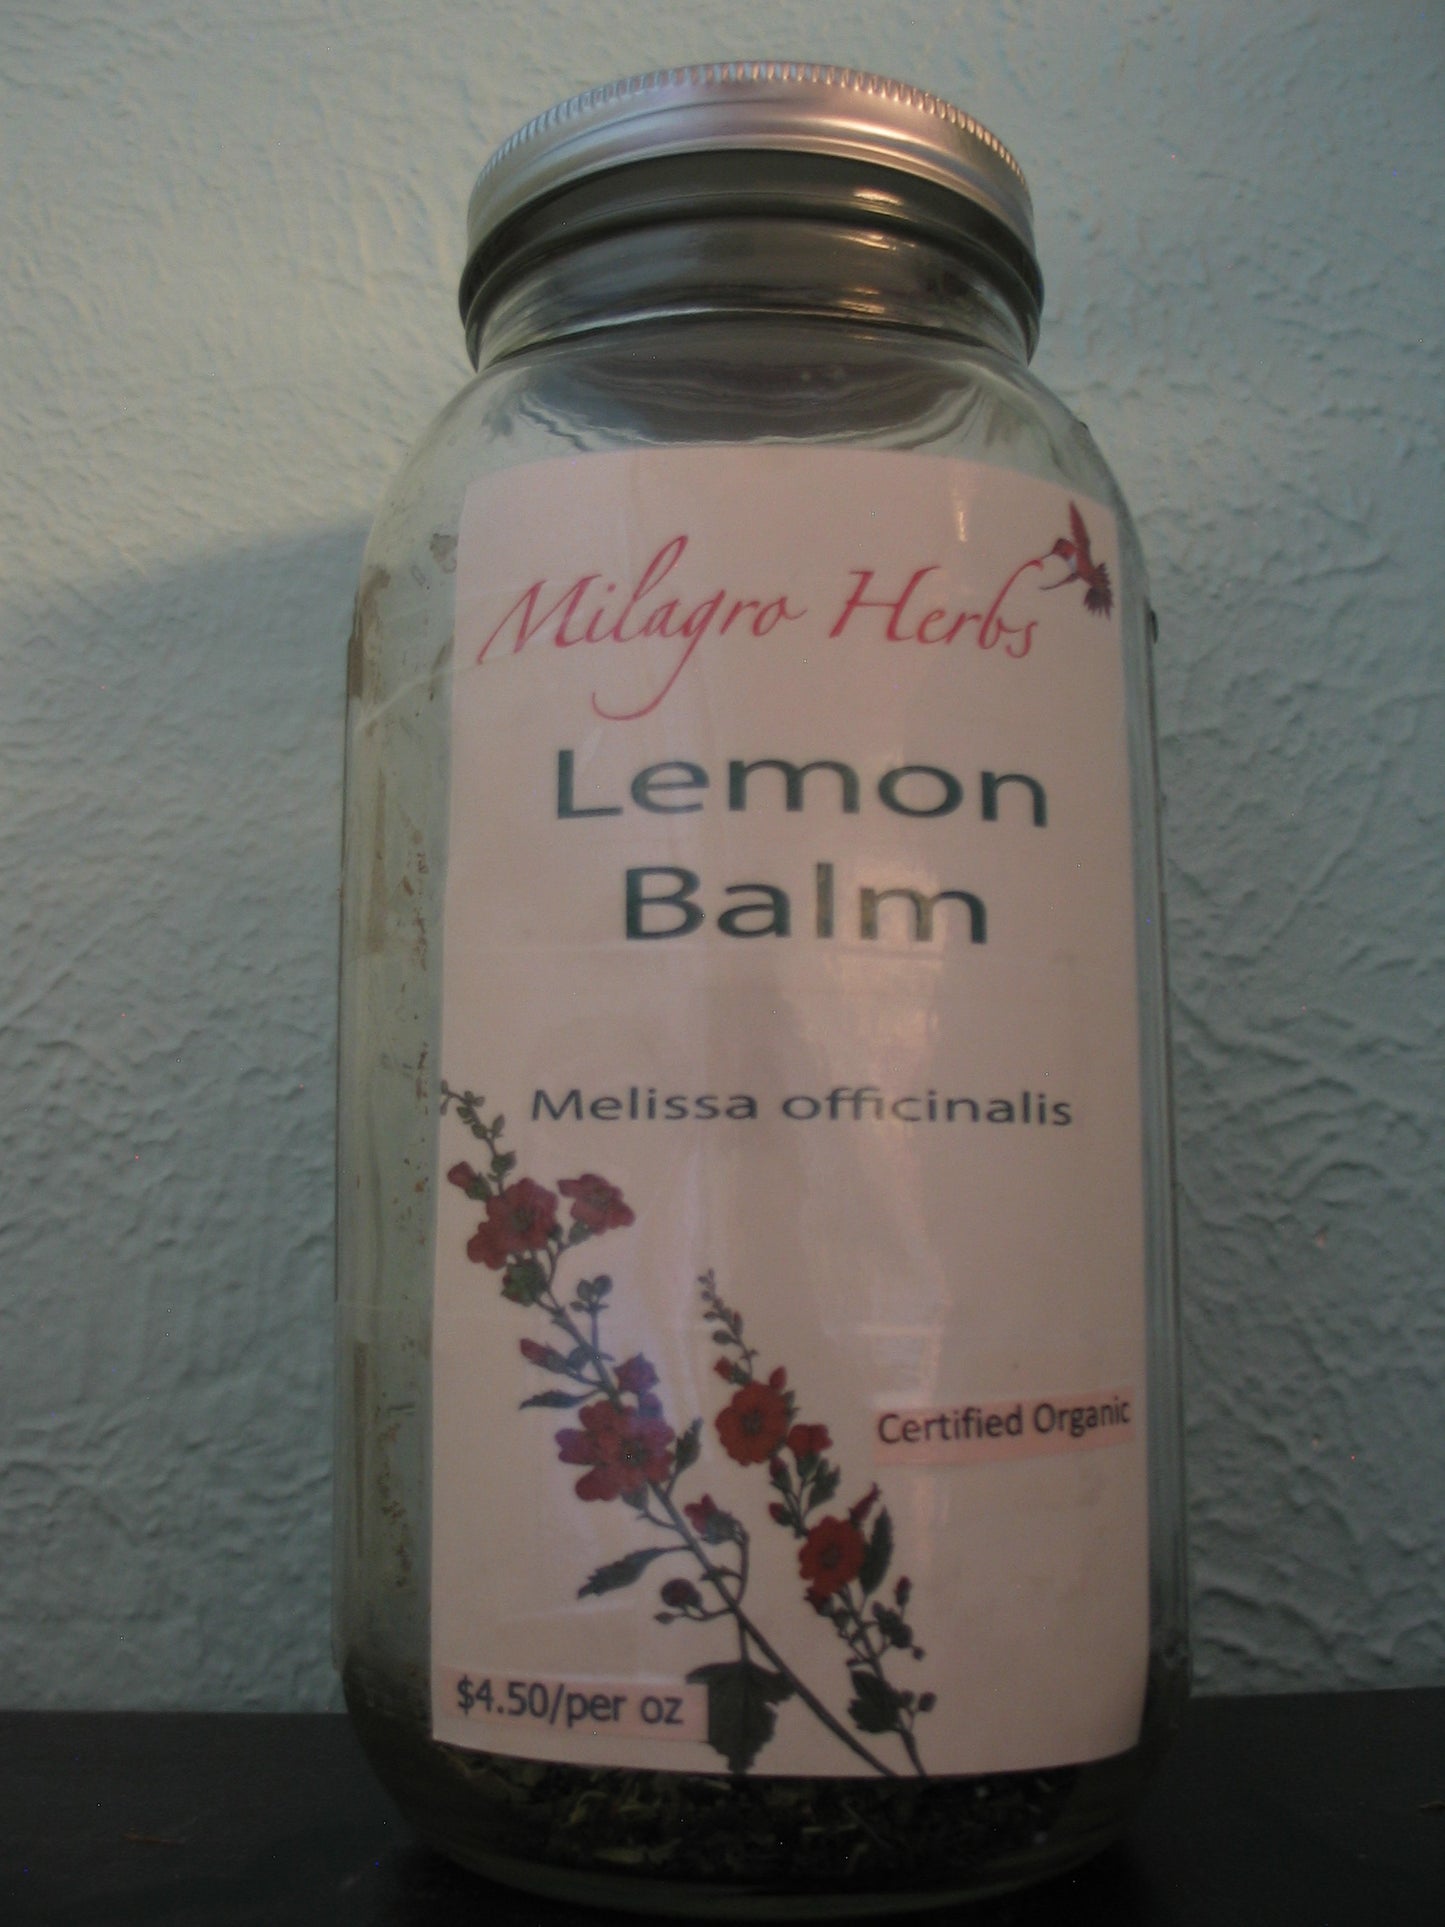 Milagro Herbs
Lemon
Balm
Melissa officinalis
Certified Organic
$4.50/per oz